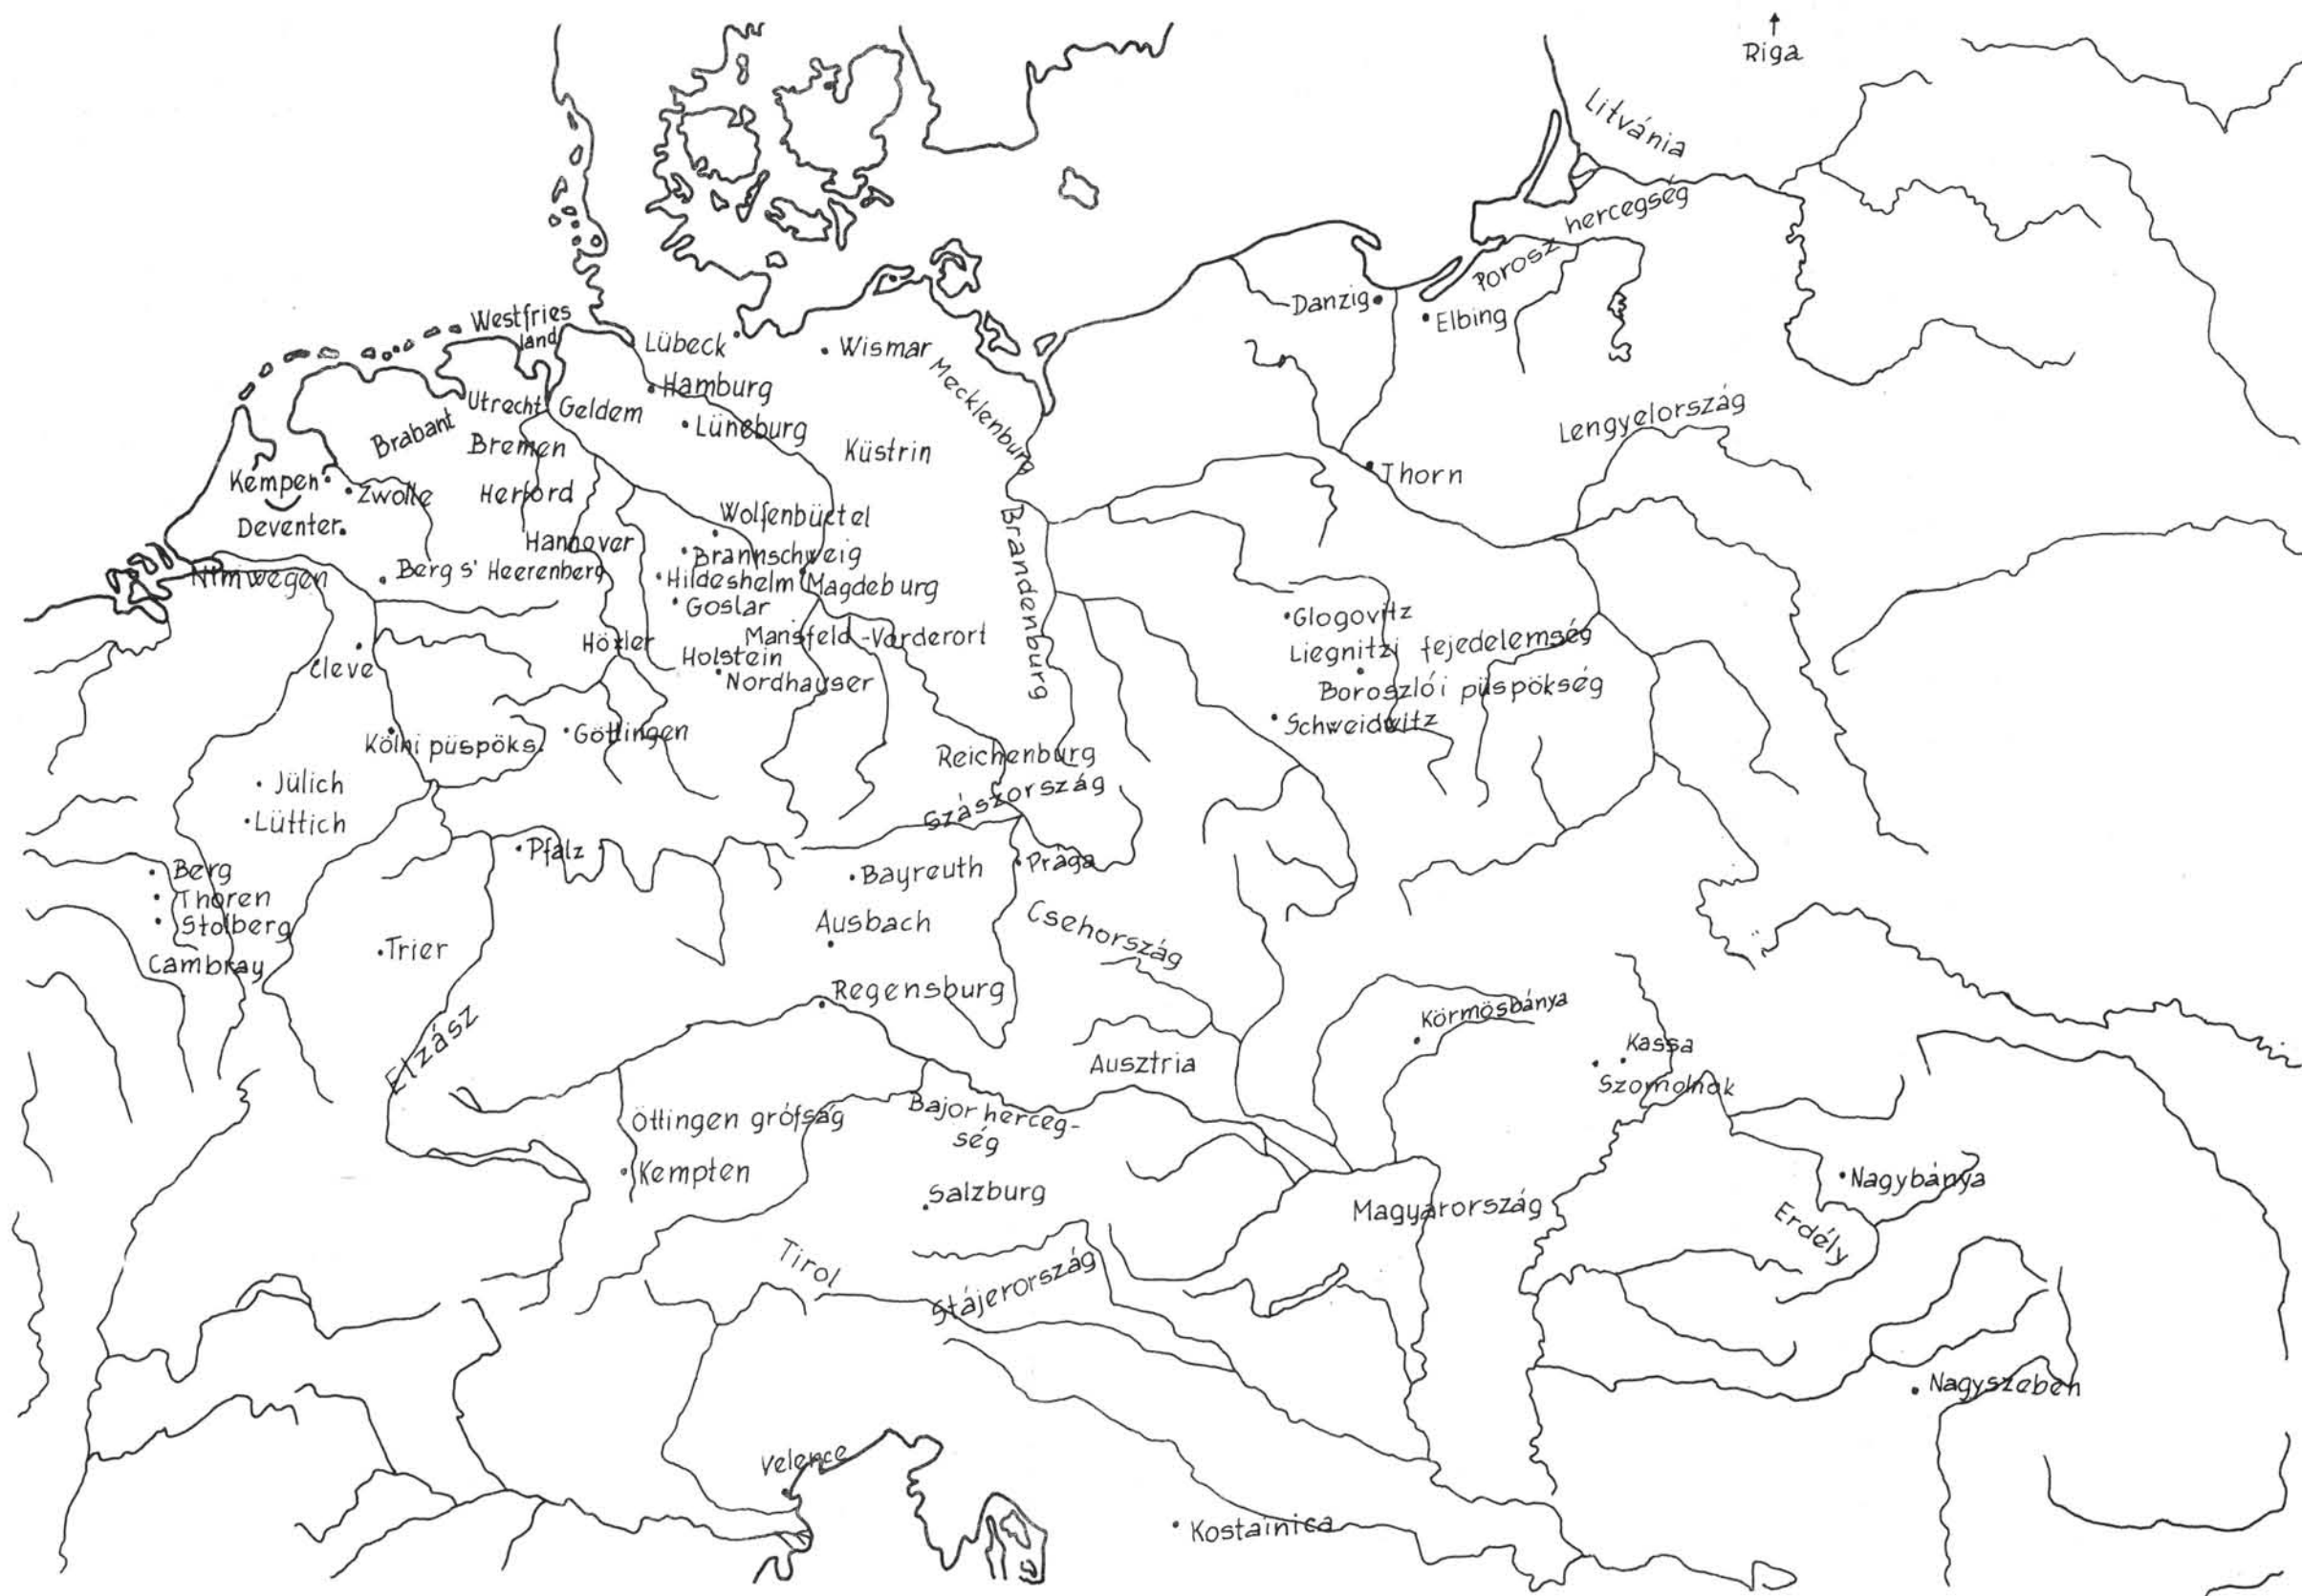 Riga
Litvánia
Porosz hercegség
Westfries
land
Lübeck
Wismar
Danzig
Elbing
Mecklenburg
Hamburg
Utrecht
Geldem
Lüneburg
Brabant
Bremen
Küstrin
Lengyelország
Kempen
Zwolle
Herford
Thorn
Deventer
Wolfenbüttel
Hannover
Brannschweig
Brandenburg
Nimwegen
Berg s' Heerenberg
Hildeshelm
Magdeburg
Goslar
Glogovitz
Höxler
Mansfeld-Vorderort
Liegnitzi fejedelemség
Cleve
Holstein
Nordhauser
Boroszlói püspökség
Schweidwitz
Kölni püspöks.
Göttingen
Reichenburg
Jülich
Szászország
Lüttich
Pfalz
Berg
Bayreuth
Prága
Thoren
Stolberg
Ausbach
Csehország
Trier
Cambray
Regensburg
Körmösbánya
Elzász
Kassa
Ausztria
Szomolnok
Öttingen grófság
Bajor herceg-
ség
Kempten
Nagybánya
Salzburg
Magyarország
Erdély
Tirol
Stájerország
Nagyszeben
Velence
Kostainica